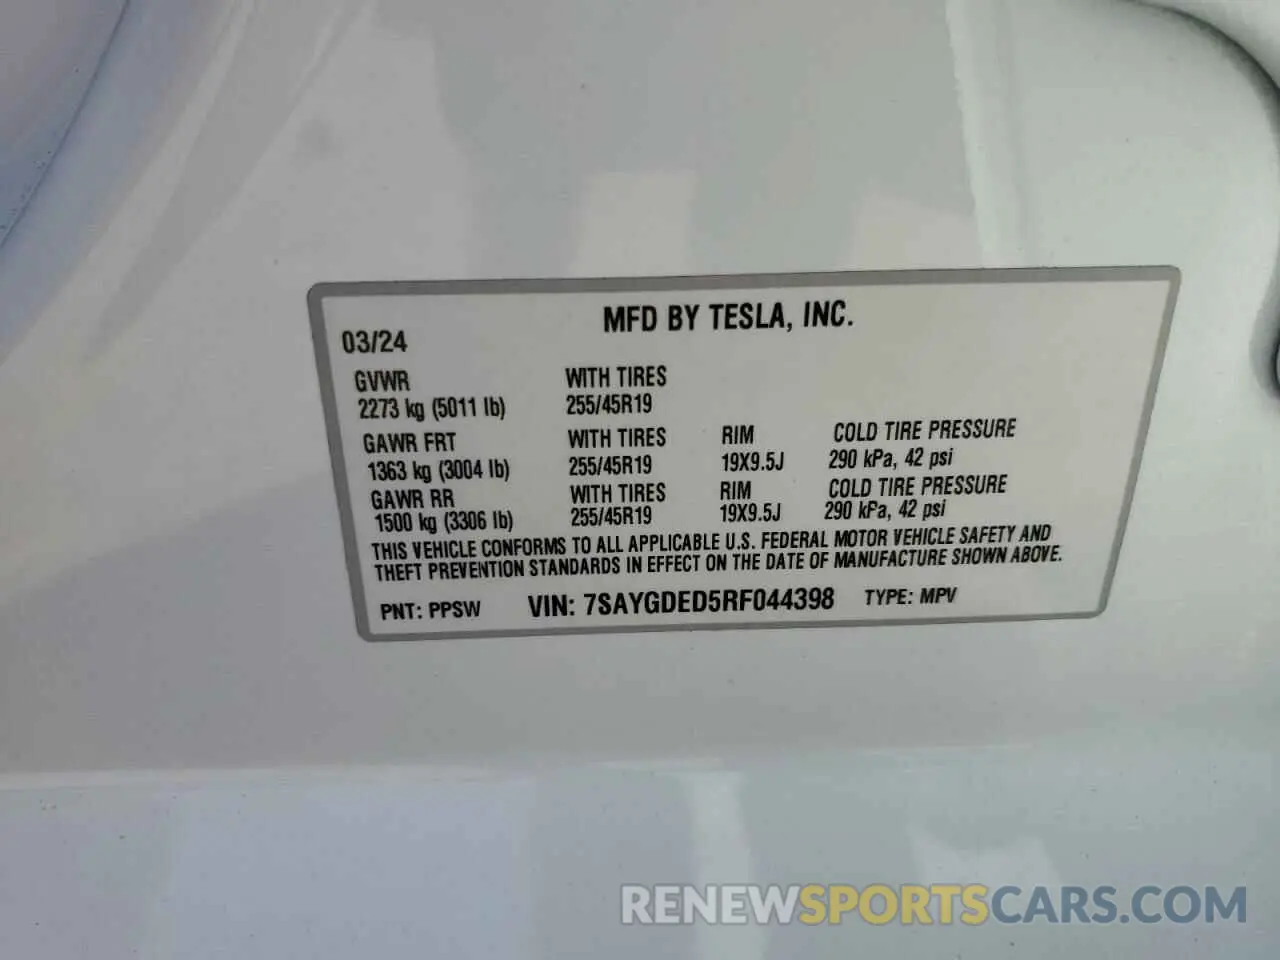 MFD BY TESLA, INC.
03/24
GVWR WITH TIRES
2273 kg (5011 lb) 255/45R19
GAWR FRT WITH TIRES RIM COLD TIRE PRESSURE
1363 kg (3004 lb) 255/45R19 19X9.5J 290 kPa, 42 psi
GAWR RR WITH TIRES RIM COLD TIRE PRESSURE
1500 kg (3306 lb) 255/45R19 19X9.5J 290 kPa, 42 psi
THIS VEHICLE CONFORMS TO ALL APPLICABLE U.S. FEDERAL MOTOR VEHICLE SAFETY AND
THEFT PREVENTION STANDARDS IN EFFECT ON THE DATE OF MANUFACTURE SHOWN ABOVE.
PNT: PPSW VIN: 7SAYGDED5RF044398 TYPE: MPV
RENEWSPORTSCARS.COM